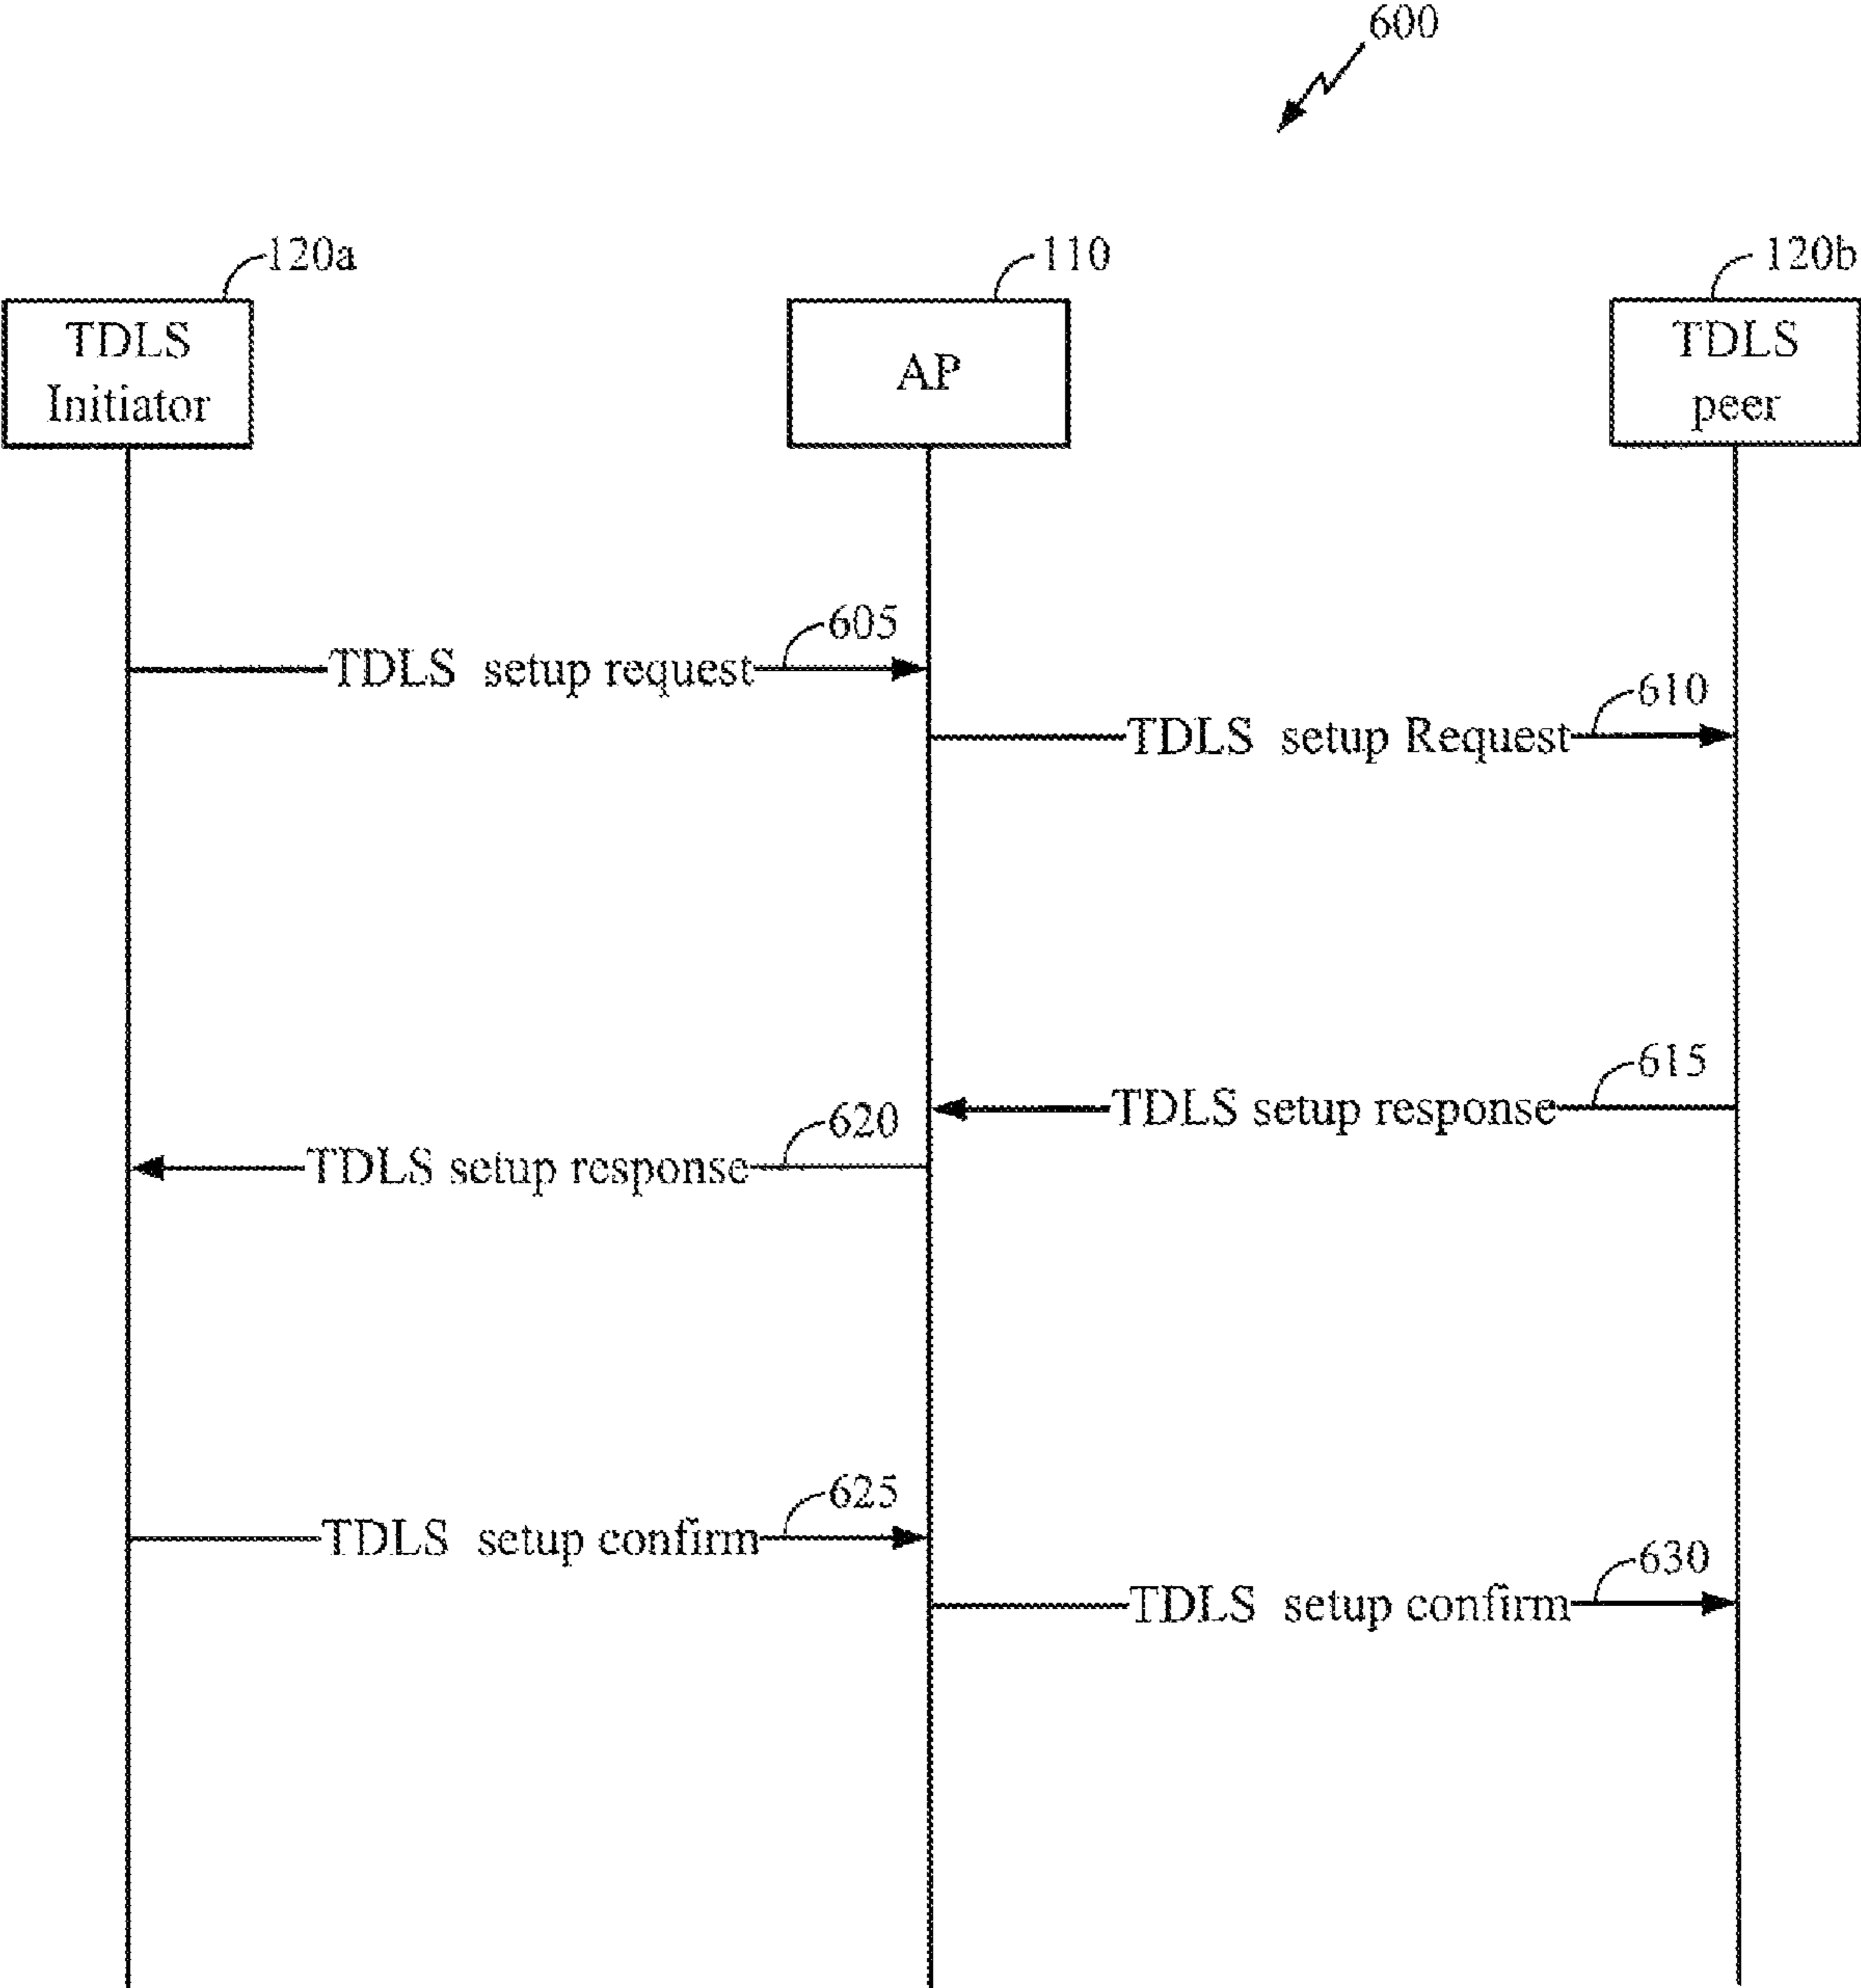 600
120a
110
120b
TDLS
Initiator
AP
TDLS
peer
605
TDLS setup request
610
TDLS setup Request
615
TDLS setup response
620
TDLS setup response
625
TDLS setup confirm
630
TDLS setup confirm